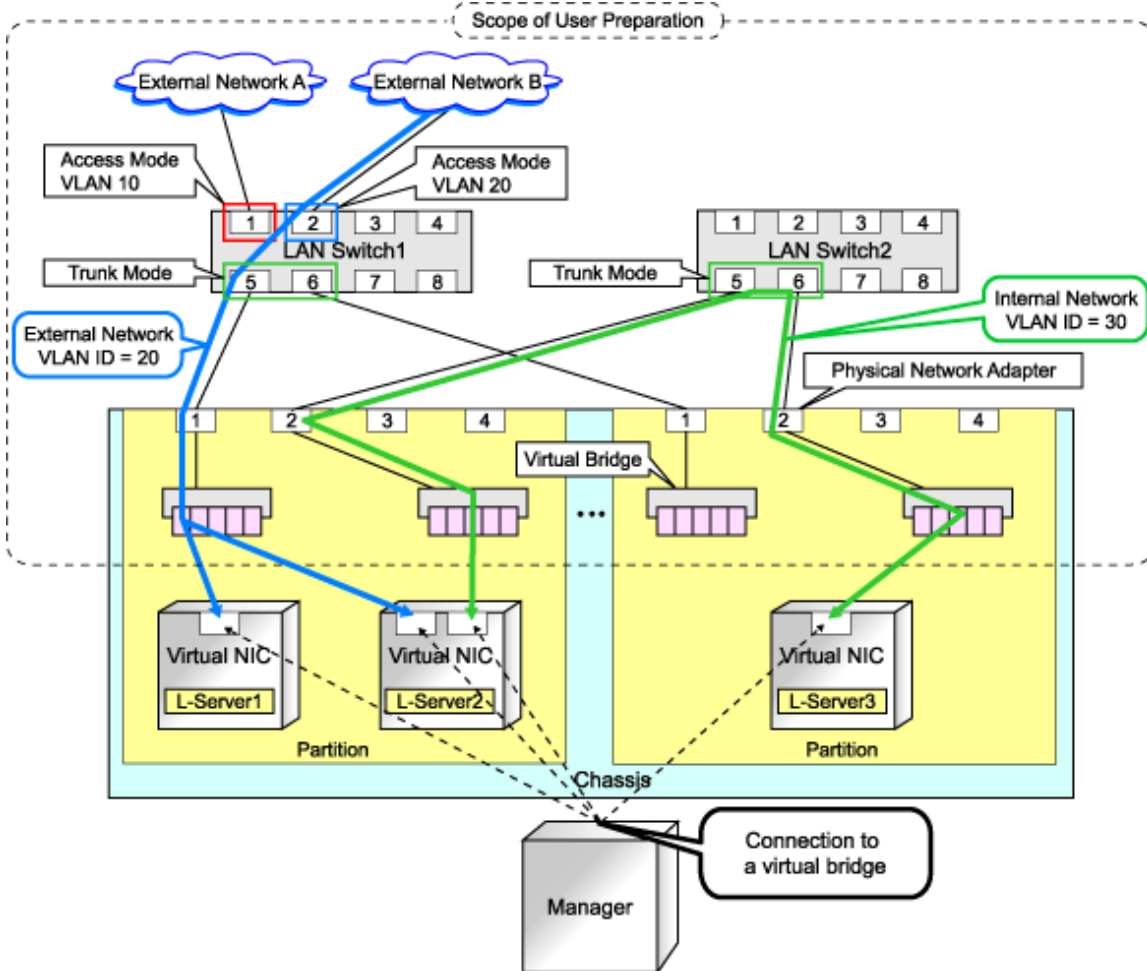 Scope of User Preparation
External Network A
External Network B
Access Mode
VLAN 10
Access Mode
VLAN 20
1 2 3 4
LAN Switch1
5 6 7 8
Trunk Mode
1 2 3 4
LAN Switch2
5 6 7 8
Trunk Mode
External Network
VLAN ID = 20
Internal Network
VLAN ID = 30
Physical Network Adapter
1 2 3 4
1 2 3 4
Virtual Bridge
...
Virtual NIC
L-Server1
Virtual NIC
L-Server2
Virtual NIC
L-Server3
Partition
Partition
Chassis
Connection to
a virtual bridge
Manager